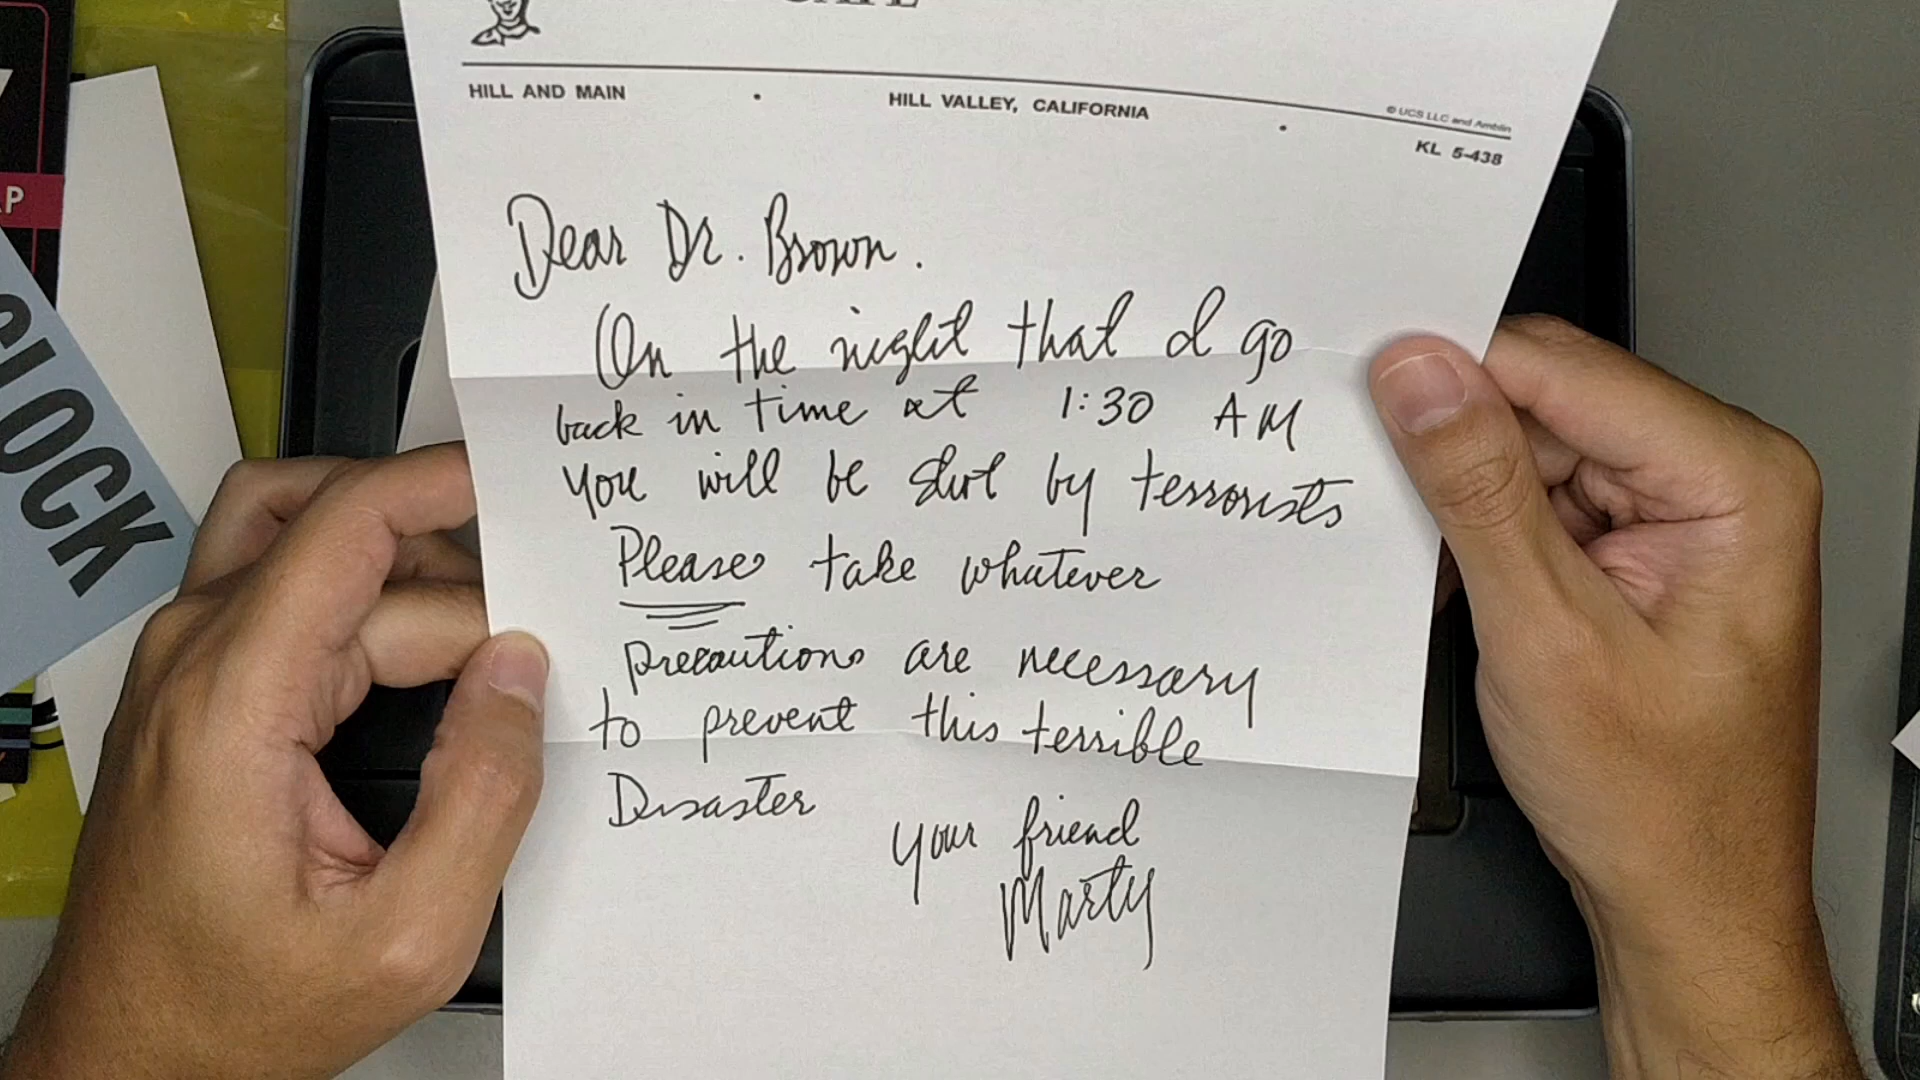 HILL AND MAIN • HILL VALLEY, CALIFORNIA •
© UCS LLC and Amblin
KL 5-438
Dear Dr. Brown.
On the night that I go
back in time at 1:30 AM
you will be shot by terrorists
Please take whatever
precautions are necessary
to prevent this terrible
Disaster
your friend
Marty
CLOCK